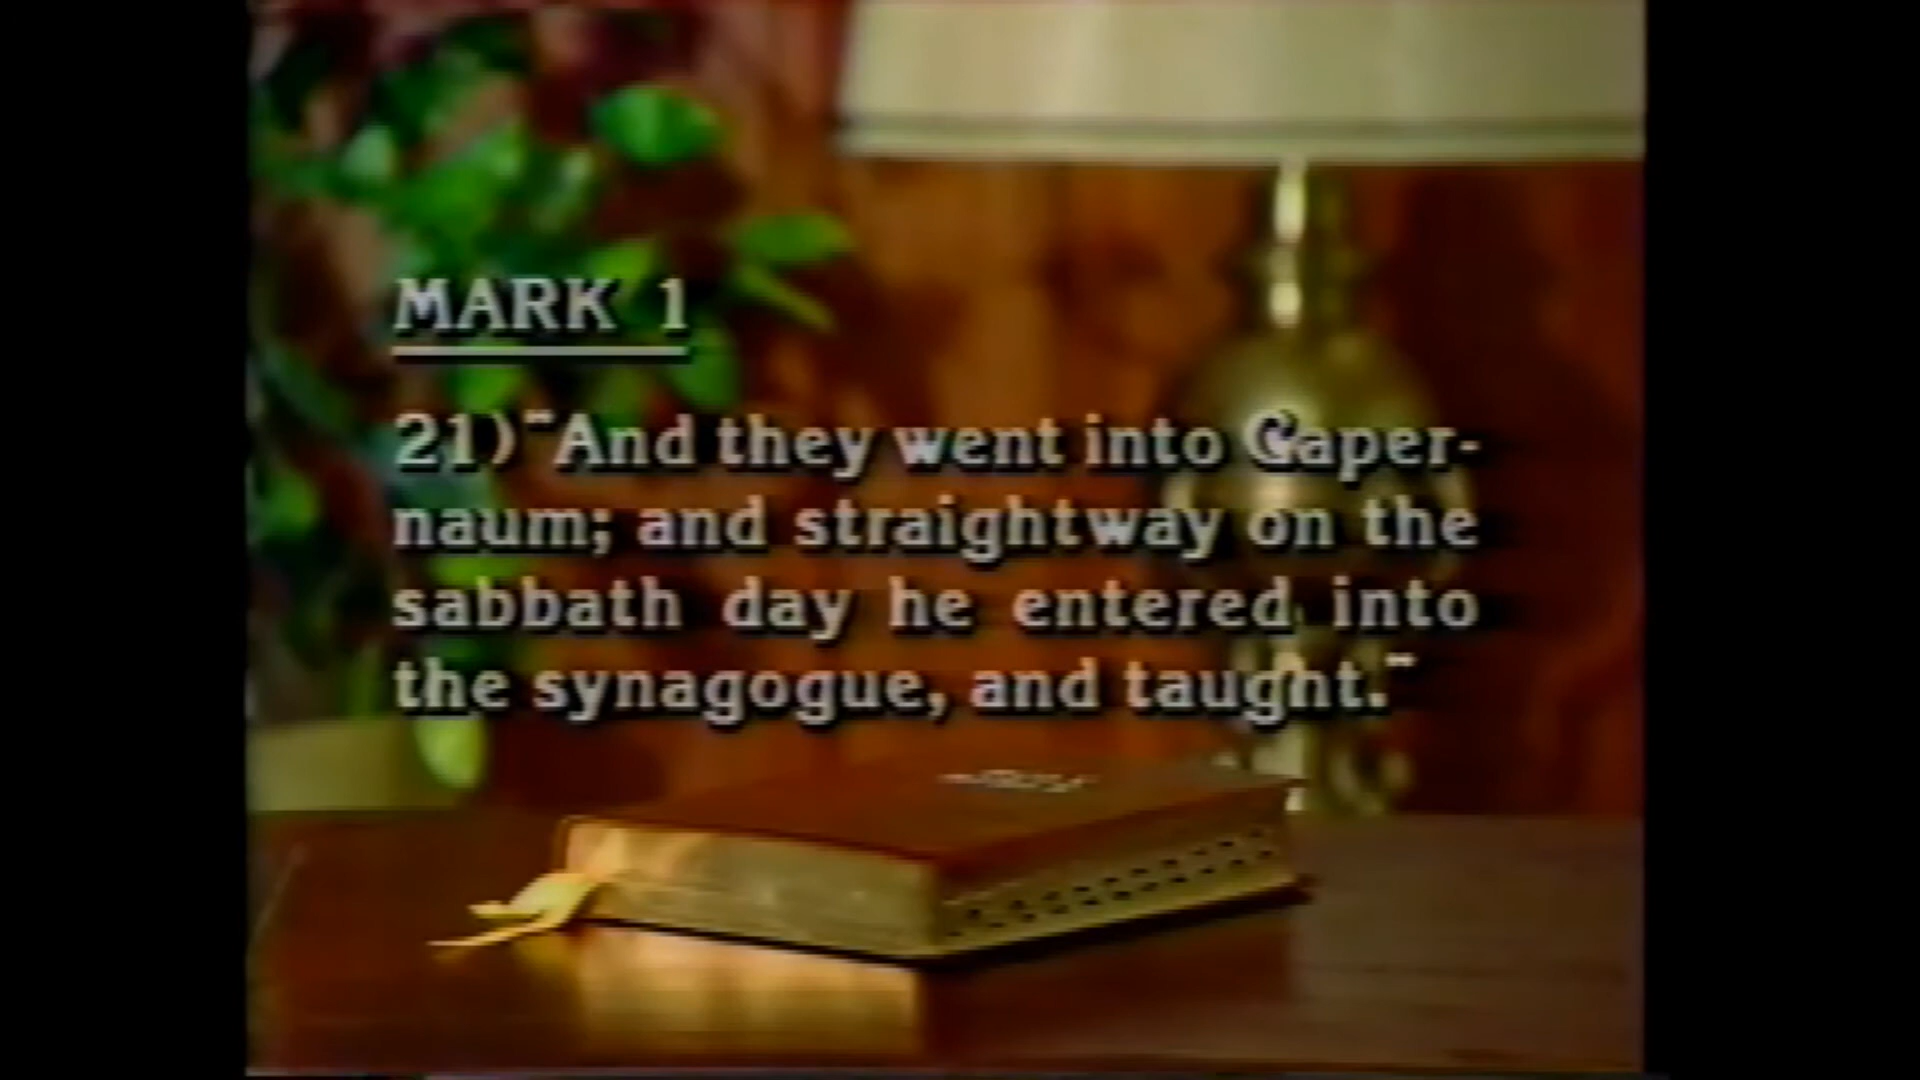 MARK 1
21) "And they went into Caper-
naum; and straightway on the
sabbath day he entered into
the synagogue, and taught."